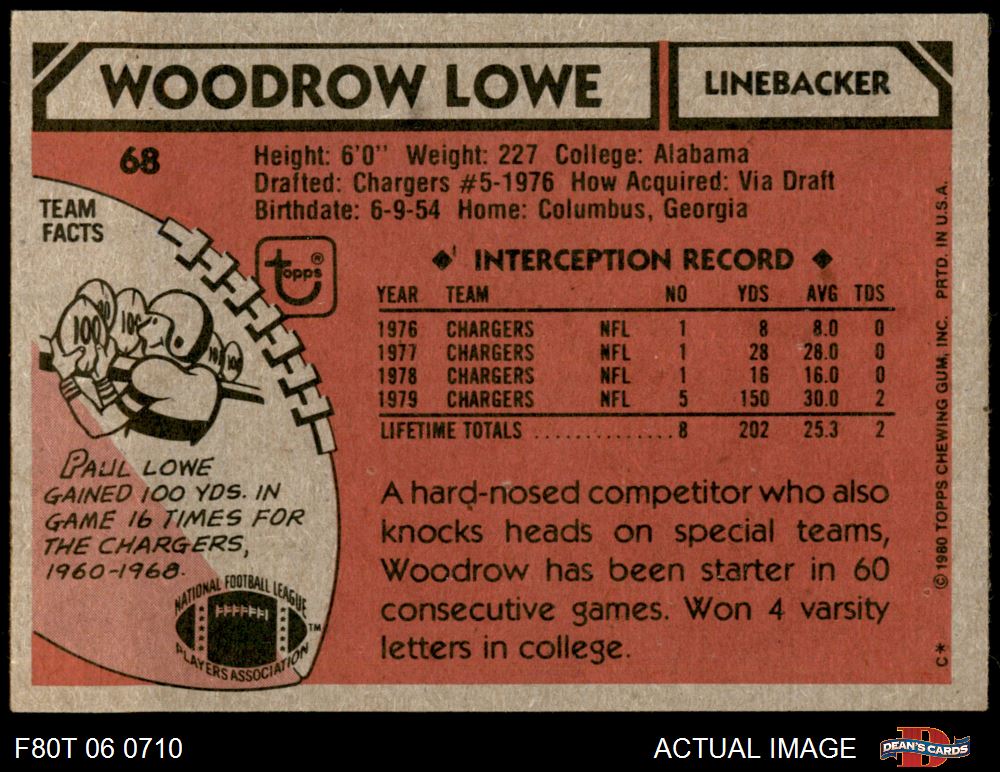 WOODROW LOWE
LINEBACKER
68
Height: 6'0" Weight: 227 College: Alabama
Drafted: Chargers #5-1976 How Acquired: Via Draft
Birthdate: 6-9-54 Home: Columbus, Georgia
TEAM
FACTS
topps®
100 100
PAUL LOWE
GAINED 100 YDS. IN
GAME 16 TIMES FOR
THE CHARGERS,
1960-1968.
NATIONAL FOOTBALL LEAGUE
PLAYERS ASSOCIATION
TM
◆ INTERCEPTION RECORD ◆
YEAR TEAM NO YDS AVG TDS
1976 CHARGERS NFL 1 8 8.0 0
1977 CHARGERS NFL 1 28 28.0 0
1978 CHARGERS NFL 1 16 16.0 0
1979 CHARGERS NFL 5 150 30.0 2
LIFETIME TOTALS ............. 8 202 25.3 2
A hard-nosed competitor who also
knocks heads on special teams,
Woodrow has been starter in 60
consecutive games. Won 4 varsity
letters in college.
C* © 1980 TOPPS CHEWING GUM, INC. PRTD. IN U.S.A.
F80T 06 0710
ACTUAL IMAGE
D
DEAN'S CARDS